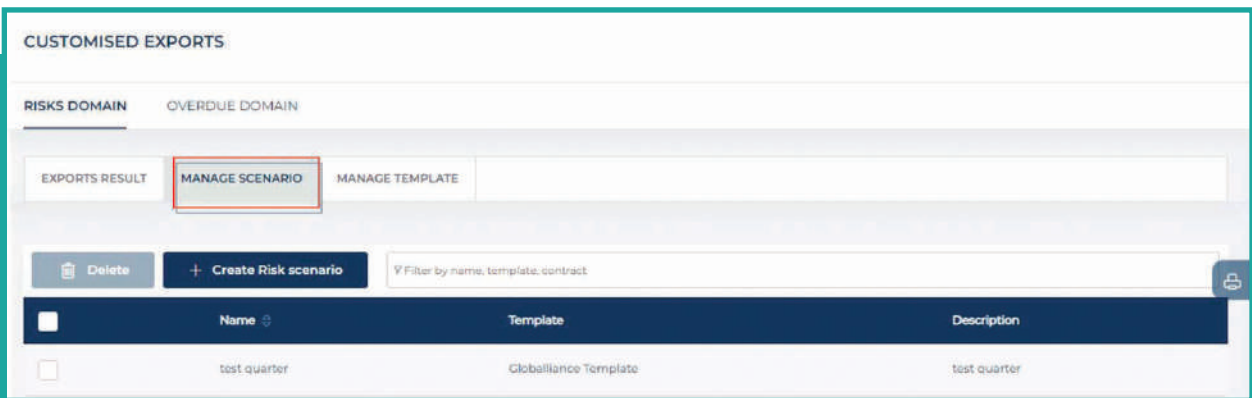 CUSTOMISED EXPORTS
RISKS DOMAIN OVERDUE DOMAIN
EXPORTS RESULT MANAGE SCENARIO MANAGE TEMPLATE
Delete + Create Risk scenario Filter by name, template, contract
Name Template Description
test quarter Globalliance Template test quarter